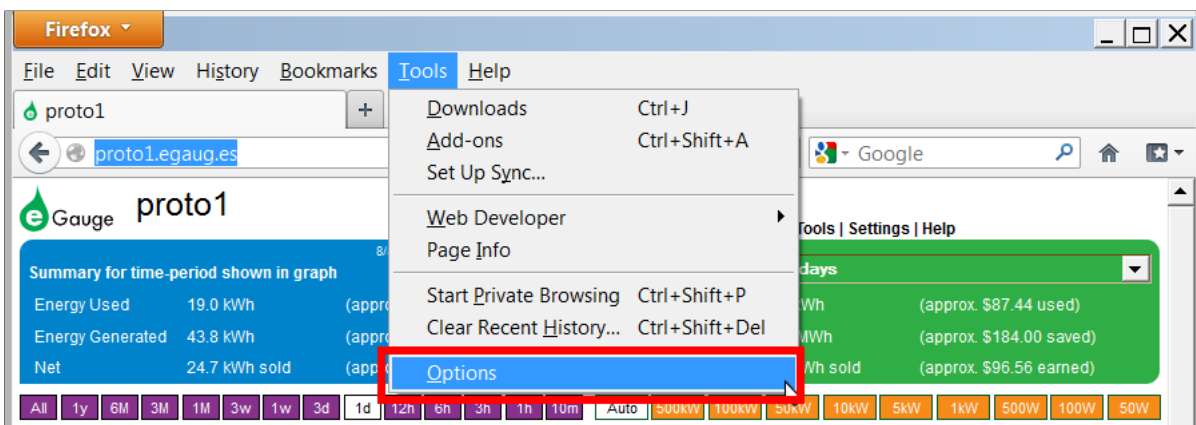 Firefox
File Edit View History Bookmarks Tools Help
proto1 +
proto1.egaug.es
Google
Downloads Ctrl+J
Add-ons Ctrl+Shift+A
Set Up Sync...
Web Developer
Page Info
Start Private Browsing Ctrl+Shift+P
Clear Recent History... Ctrl+Shift+Del
Options
eGauge proto1
Tools | Settings | Help
8/
Summary for time-period shown in graph
Energy Used 19.0 kWh
Energy Generated 43.8 kWh
Net 24.7 kWh sold
days
(approx. $87.44 used)
(approx. $184.00 saved)
Wh sold (approx. $96.56 earned)
All 1y 6M 3M 1M 3w 1w 3d 1d 12h 6h 3h 1h 10m Auto 500kW 100kW 50kW 10kW 5kW 1kW 500W 100W 50W